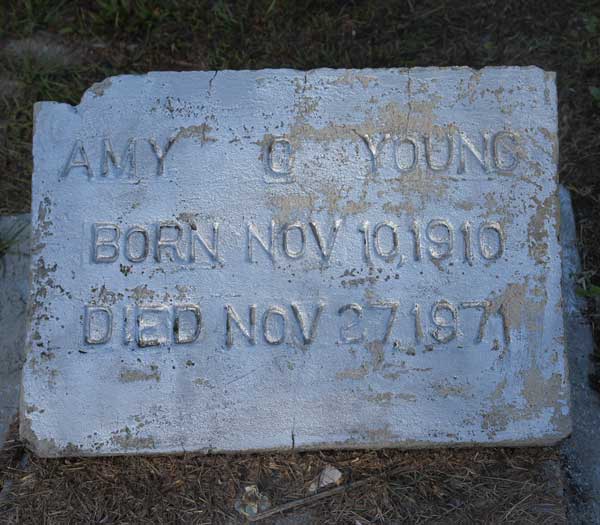 AMY O YOUNG
BORN NOV 10, 1910
DIED NOV 27 1971